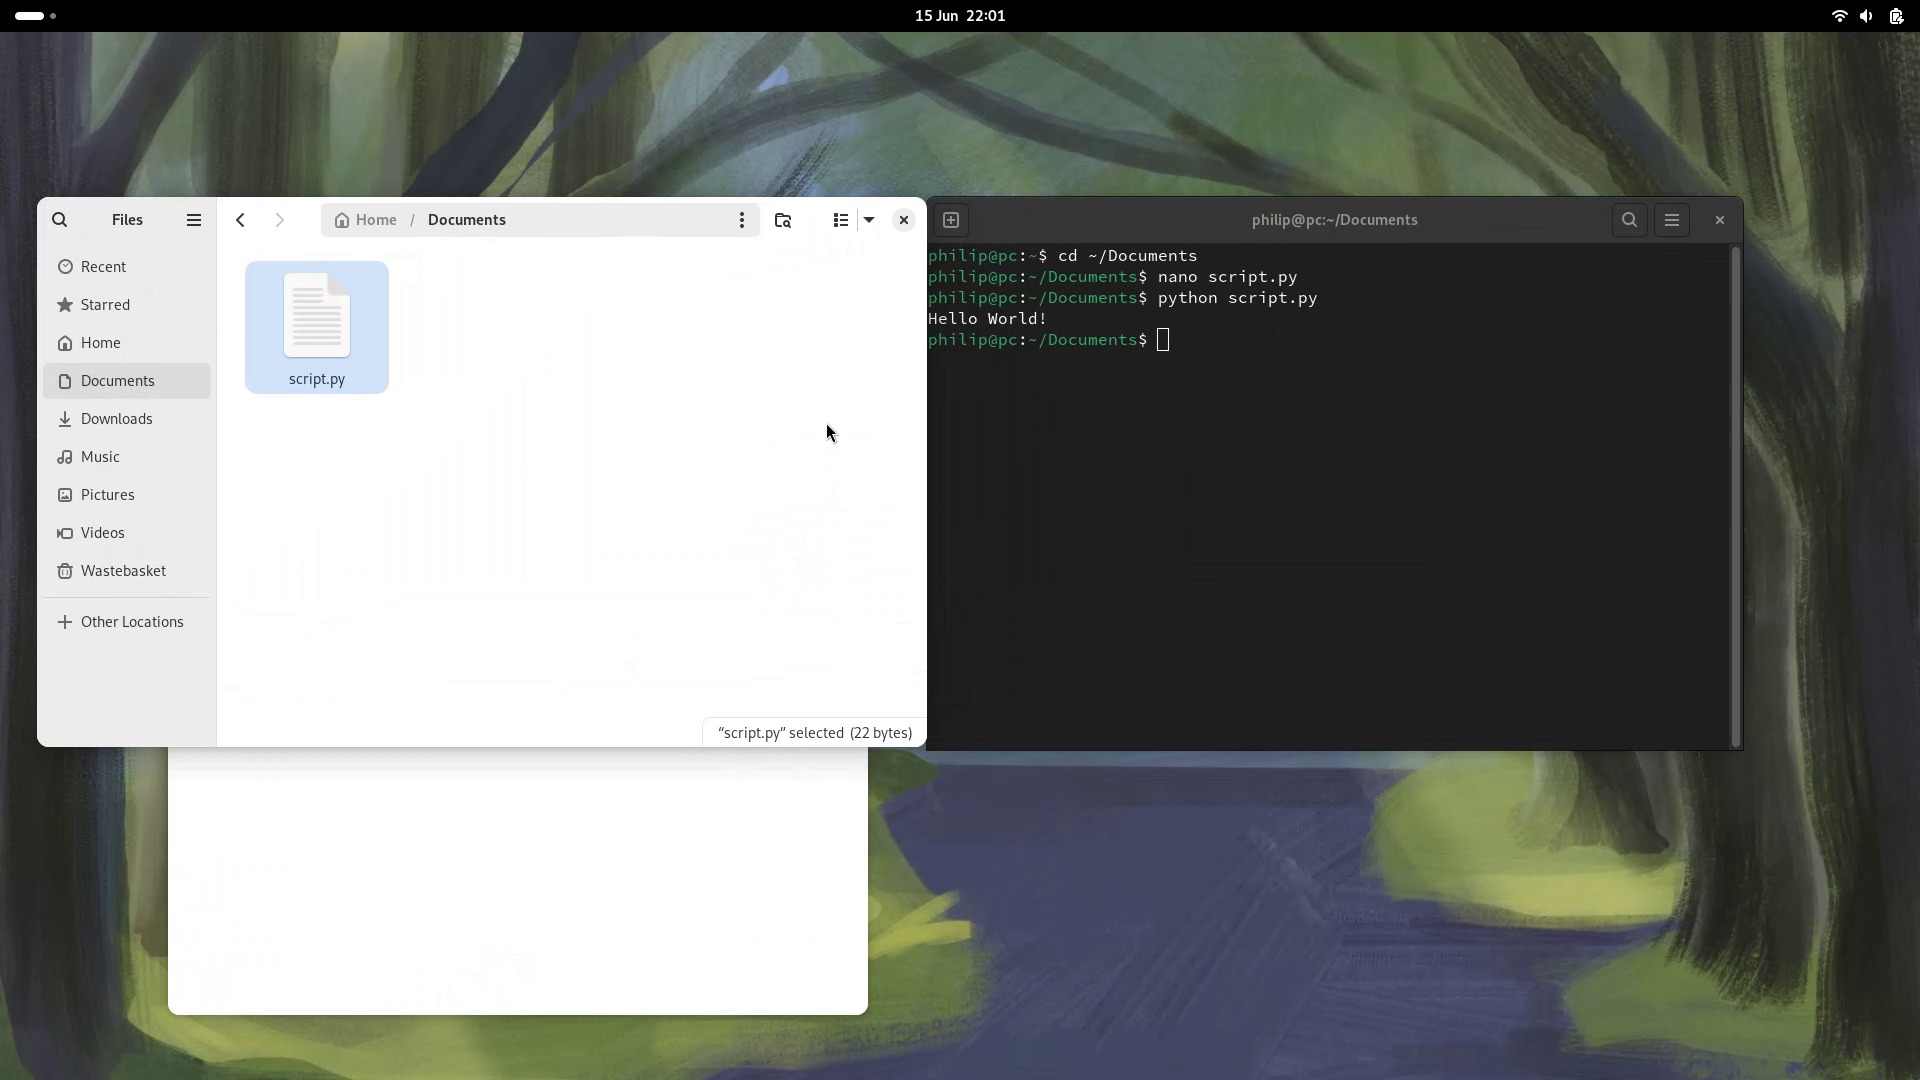 15 Jun 22:01
Files
Home / Documents
Recent
Starred
Home
Documents
Downloads
Music
Pictures
Videos
Wastebasket
Other Locations
script.py
“script.py” selected (22 bytes)
philip@pc:~/Documents
philip@pc:~$ cd ~/Documents
philip@pc:~/Documents$ nano script.py
philip@pc:~/Documents$ python script.py
Hello World!
philip@pc:~/Documents$